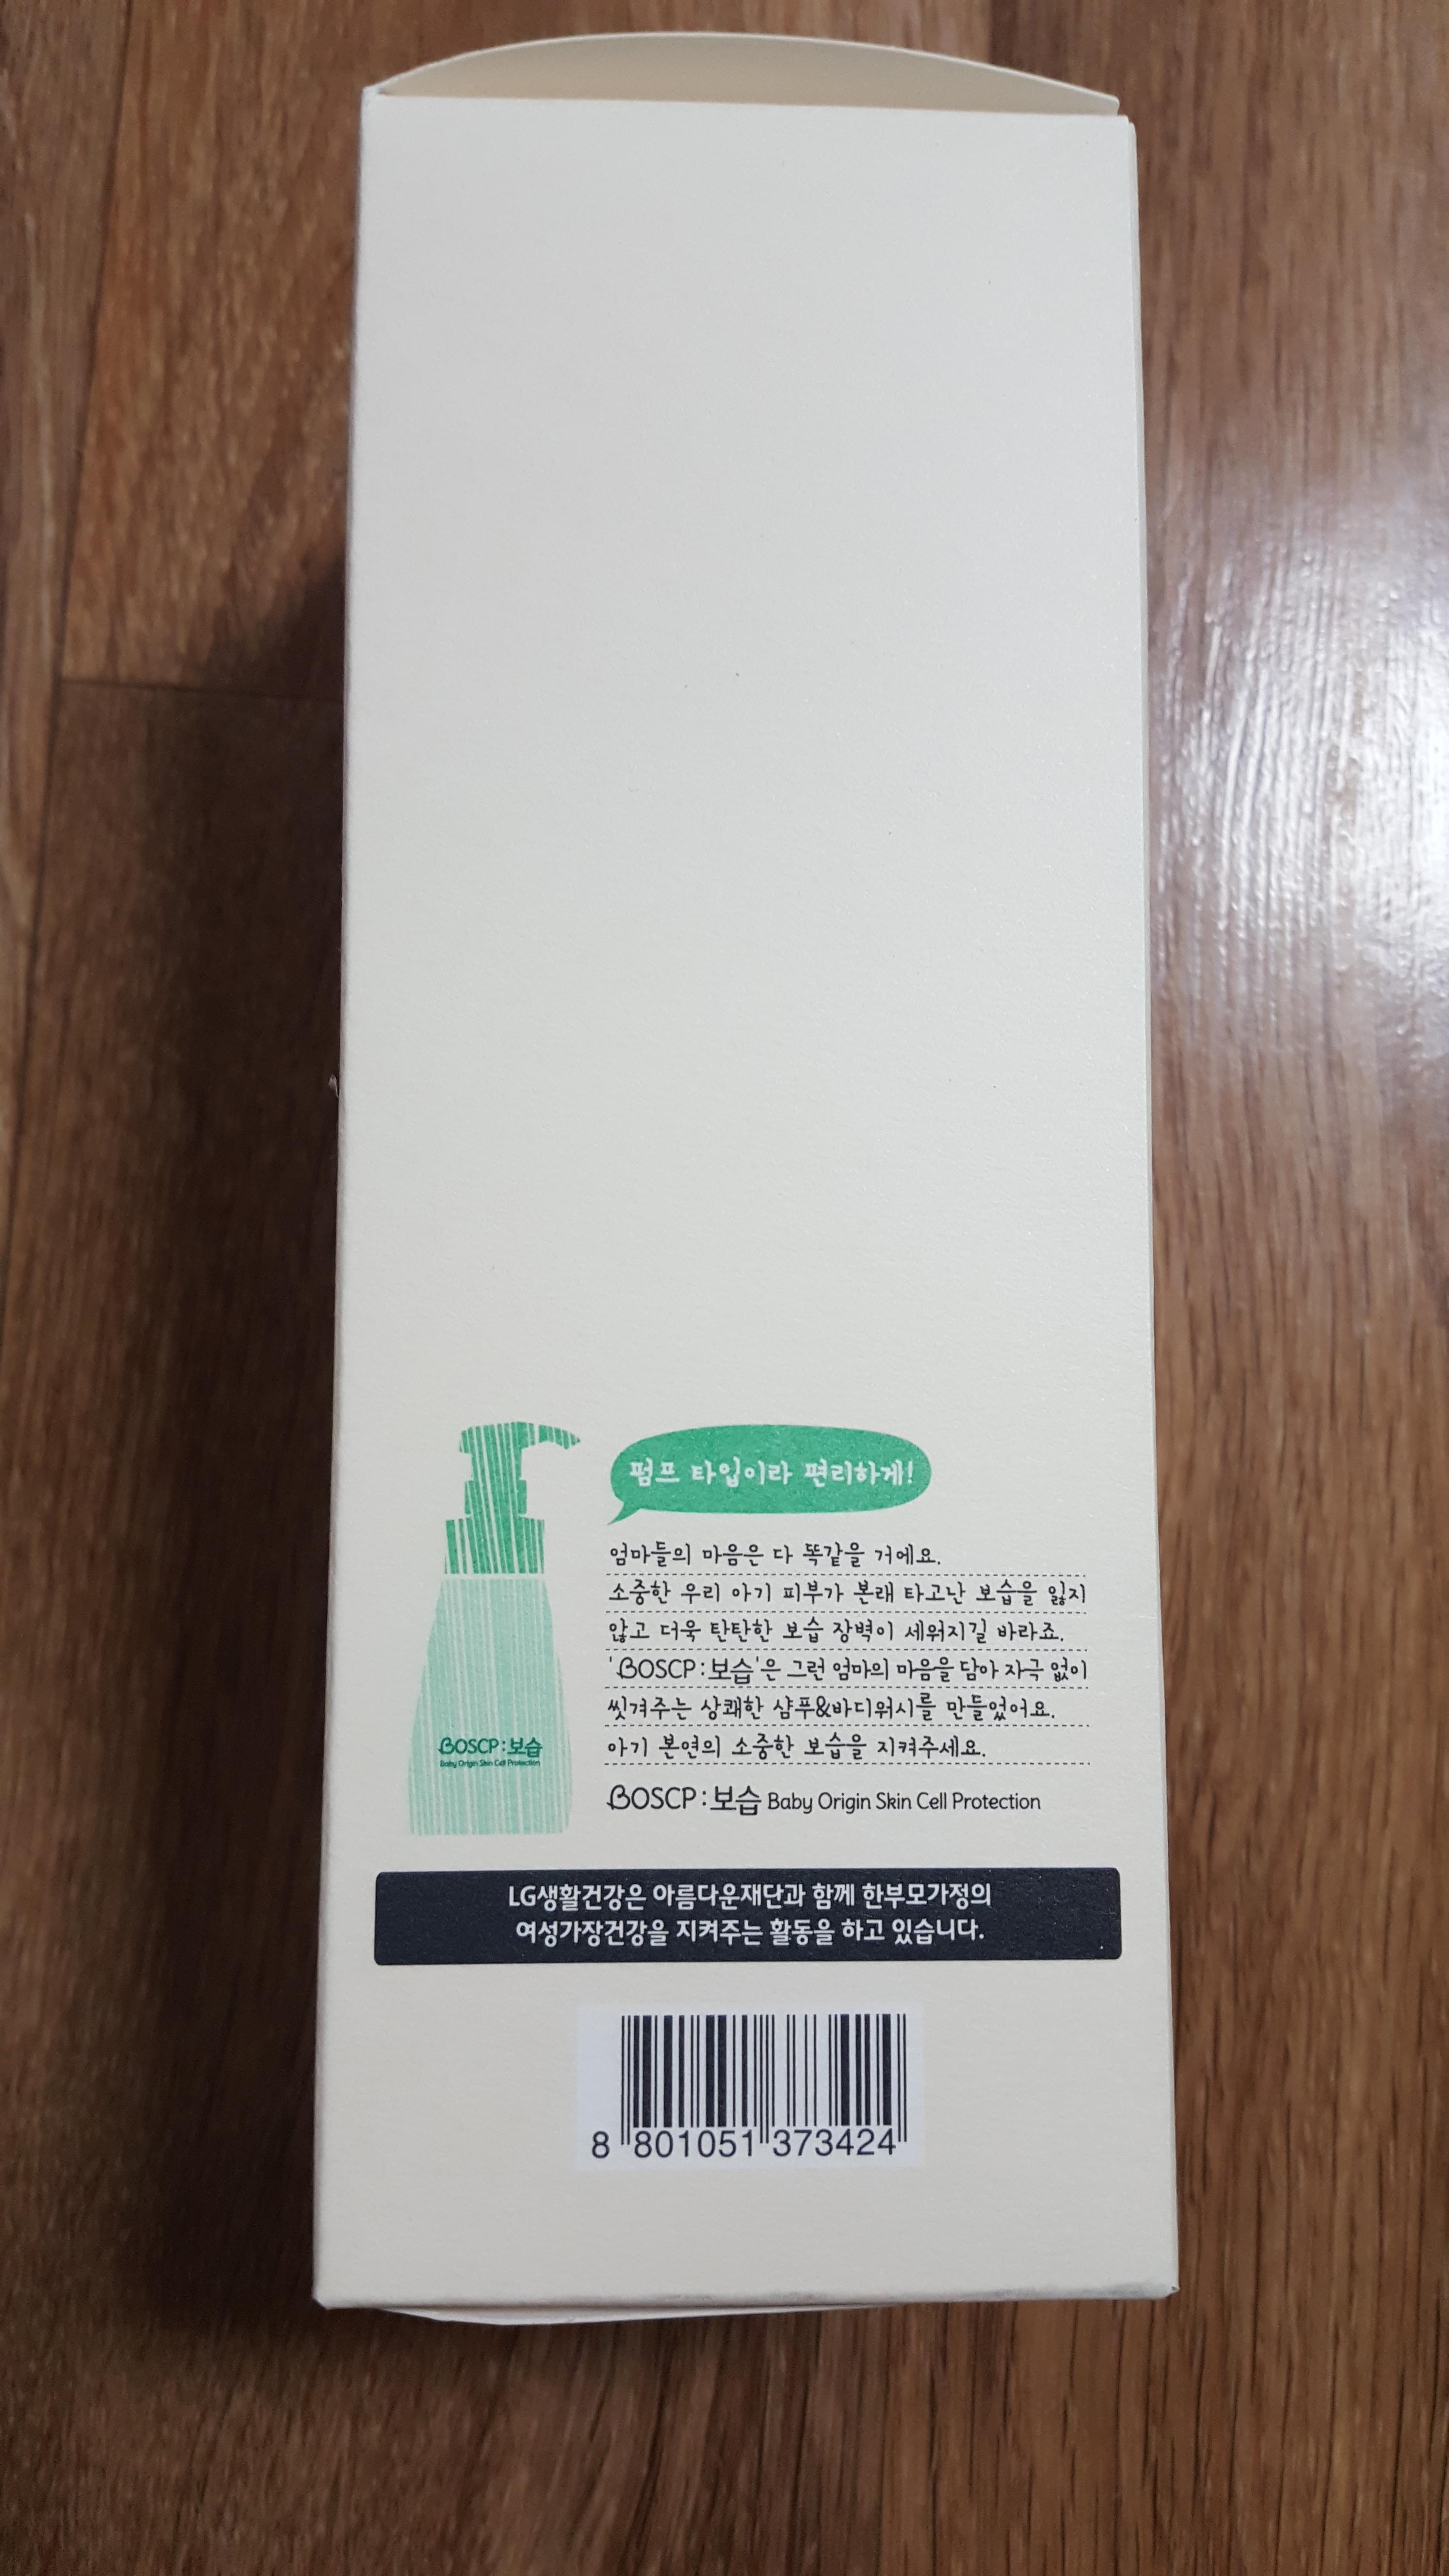 펌프 타입이라 편리하게!
엄마들의 마음은 다 똑같을 거에요.
소중한 우리 아기 피부가 본래 타고난 보습을 잃지
않고 더욱 탄탄한 보습 장벽이 세워지길 바라죠.
'BOSCP:보습'은 그런 엄마의 마음을 담아 자극 없이
씻겨주는 상쾌한 샴푸&바디워시를 만들었어요.
아기 본연의 소중한 보습을 지켜주세요.
BOSCP:보습 Baby Origin Skin Cell Protection
BOSCP:보습
Baby Origin Skin Cell Protection
LG생활건강은 아름다운재단과 함께 한부모가정의
여성가장건강을 지켜주는 활동을 하고 있습니다.
8 801051 373424